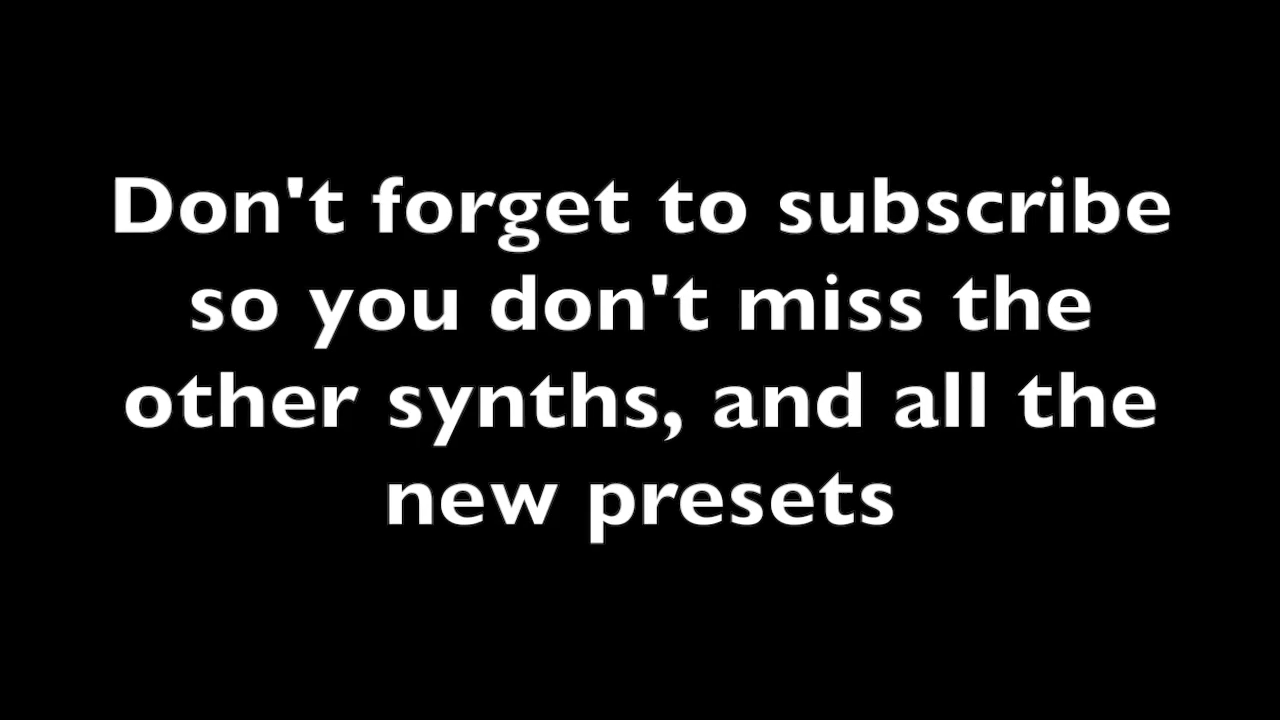 Don't forget to subscribe
so you don't miss the
other synths, and all the
new presets